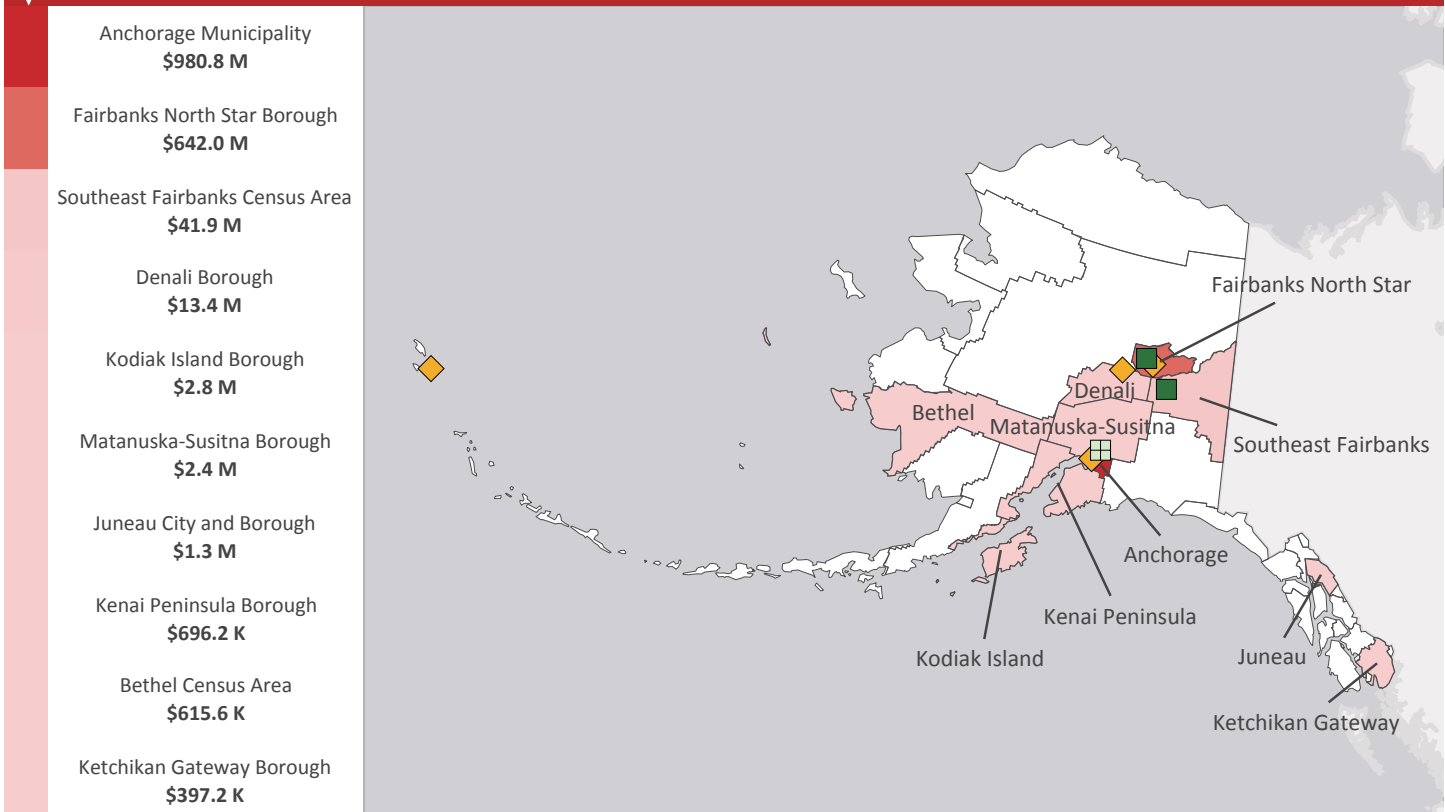 Anchorage Municipality
$980.8 M
Fairbanks North Star Borough
$642.0 M
Southeast Fairbanks Census Area
$41.9 M
Denali Borough
$13.4 M
Kodiak Island Borough
$2.8 M
Matanuska-Susitna Borough
$2.4 M
Juneau City and Borough
$1.3 M
Kenai Peninsula Borough
$696.2 K
Bethel Census Area
$615.6 K
Ketchikan Gateway Borough
$397.2 K
Fairbanks North Star
Denali
Bethel
Matanuska-Susitna
Southeast Fairbanks
Anchorage
Kenai Peninsula
Kodiak Island
Juneau
Ketchikan Gateway